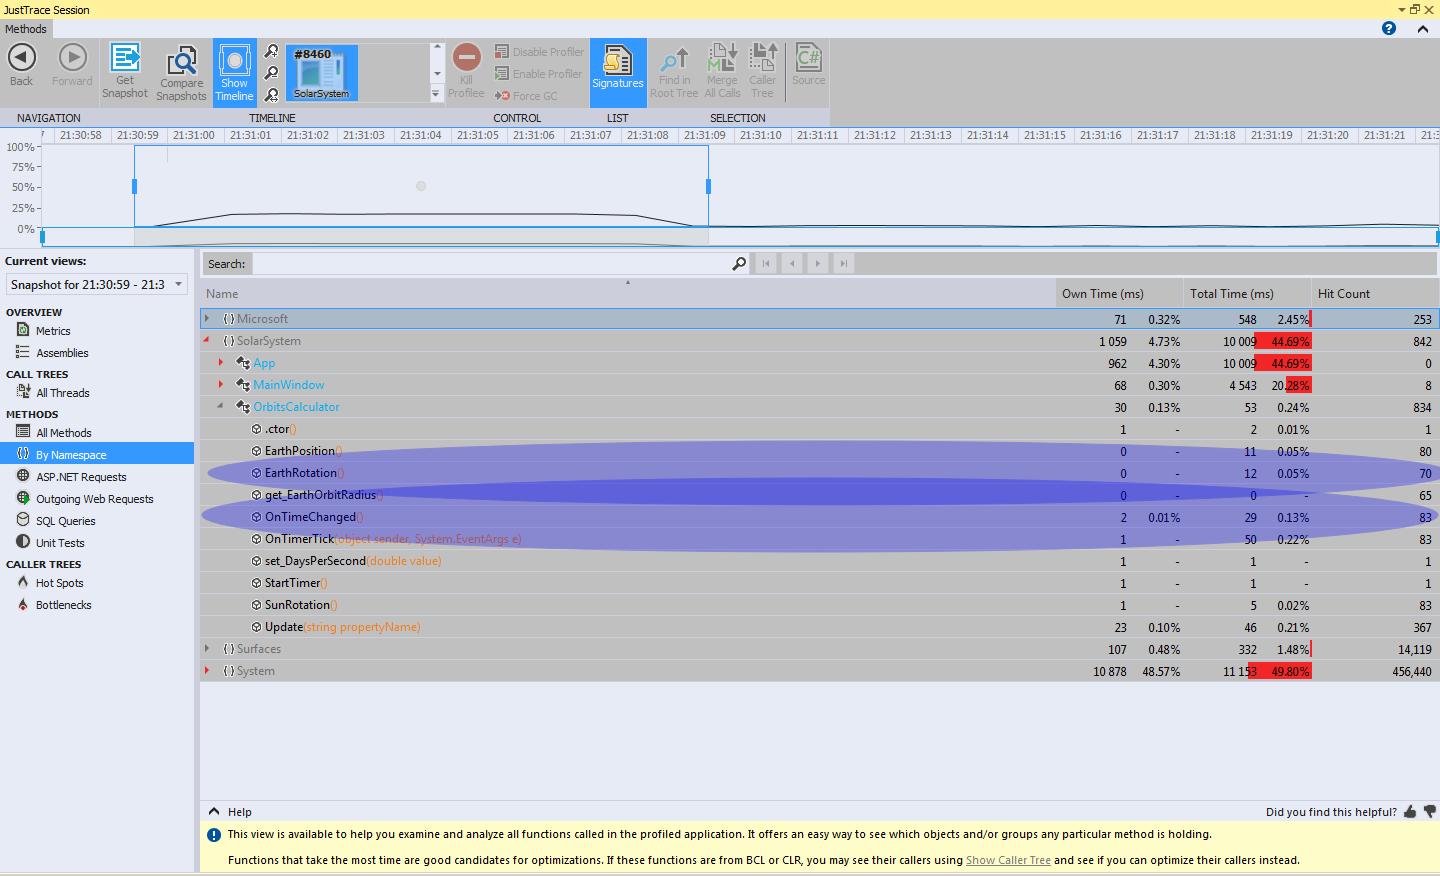 JustTrace Session
Methods
Back
Forward
Get Snapshot
Compare Snapshots
Show Timeline
#8460
SolarSystem
Kill Profilee
Disable Profiler
Enable Profiler
Force GC
Signatures
Find in Root Tree
Merge All Calls
Caller Tree
C#
Source
NAVIGATION TIMELINE CONTROL LIST SELECTION
21:30:58 21:30:59 21:31:00 21:31:01 21:31:02 21:31:03 21:31:04 21:31:05 21:31:06 21:31:07 21:31:08 21:31:09 21:31:10 21:31:11 21:31:12 21:31:13 21:31:14 21:31:15 21:31:16 21:31:17 21:31:18 21:31:19 21:31:20 21:31:21 21:3
100%
75%
50%
25%
0%
Current views:
Snapshot for 21:30:59 - 21:3
OVERVIEW
Metrics
Assemblies
CALL TREES
All Threads
METHODS
All Methods
By Namespace
ASP.NET Requests
Outgoing Web Requests
SQL Queries
Unit Tests
CALLER TREES
Hot Spots
Bottlenecks
Search:
Name Own Time (ms) Total Time (ms) Hit Count
{} Microsoft 71 0.32% 548 2.45% 253
{} SolarSystem 1 059 4.73% 10 009 44.69% 842
App 962 4.30% 10 009 44.69% 0
MainWindow 68 0.30% 4 543 20.28% 8
OrbitsCalculator 30 0.13% 53 0.24% 834
.ctor() 1 - 2 0.01% 1
EarthPosition() 0 - 11 0.05% 80
EarthRotation() 0 - 12 0.05% 70
get_EarthOrbitRadius() 0 - 0 - 65
OnTimeChanged() 2 0.01% 29 0.13% 83
OnTimerTick(object sender, System.EventArgs e) 1 - 50 0.22% 83
set_DaysPerSecond(double value) 1 - 1 - 1
StartTimer() 1 - 1 - 1
SunRotation() 1 - 5 0.02% 83
Update(string propertyName) 23 0.10% 46 0.21% 367
{} Surfaces 107 0.48% 332 1.48% 14,119
{} System 10 878 48.57% 11 153 49.80% 456,440
Help Did you find this helpful?
This view is available to help you examine and analyze all functions called in the profiled application. It offers an easy way to see which objects and/or groups any particular method is holding.
Functions that take the most time are good candidates for optimizations. If these functions are from BCL or CLR, you may see their callers using Show Caller Tree and see if you can optimize their callers instead.